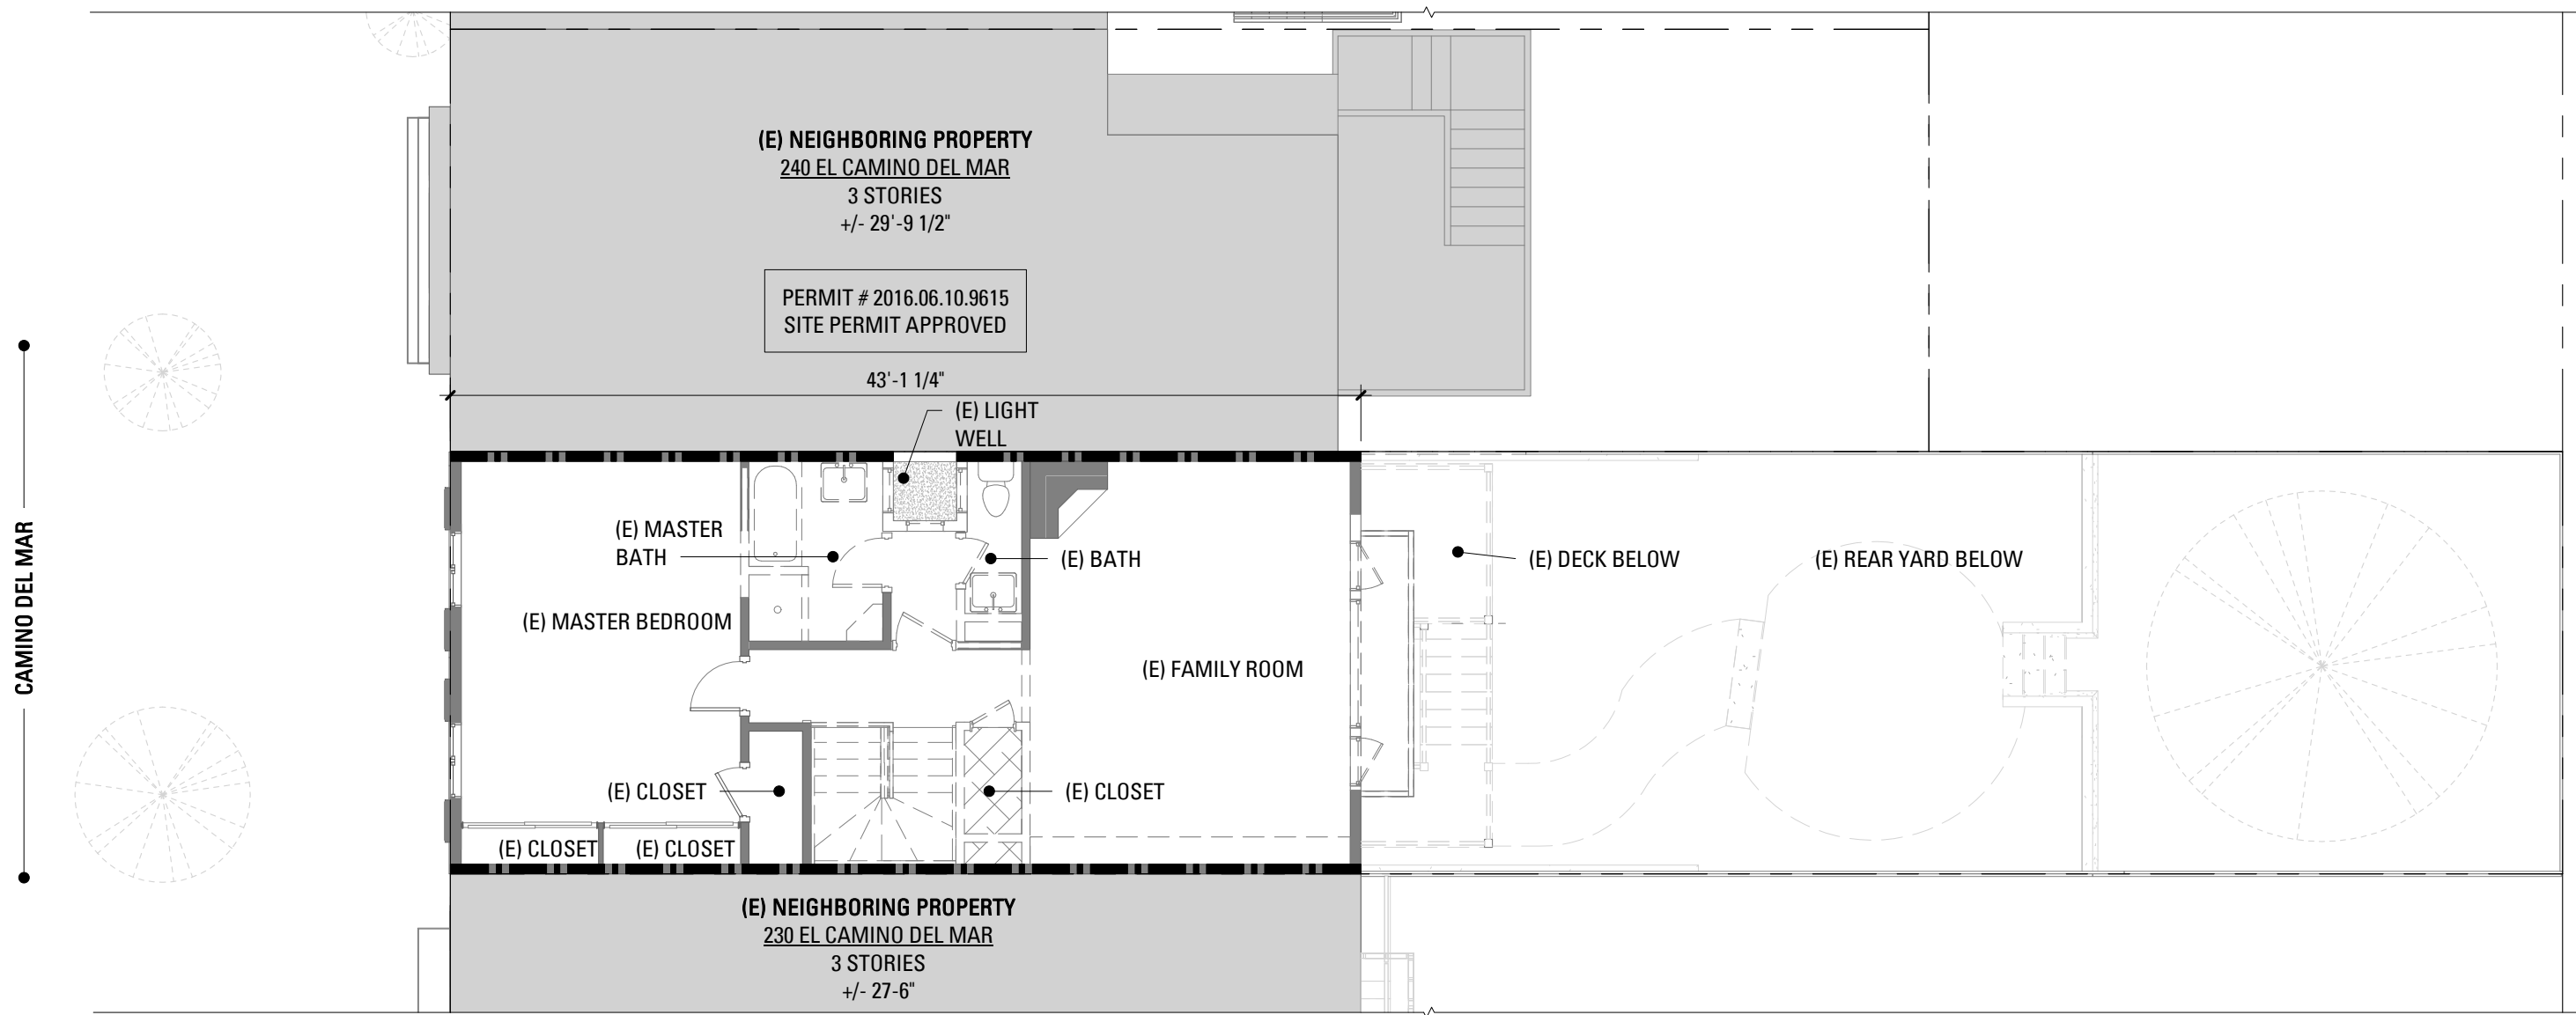 (E) NEIGHBORING PROPERTY
240 EL CAMINO DEL MAR
3 STORIES
+/- 29'-9 1/2"
PERMIT # 2016.06.10.9615
SITE PERMIT APPROVED
43'-1 1/4"
(E) LIGHT
WELL
(E) MASTER
BATH
(E) BATH
(E) DECK BELOW
(E) REAR YARD BELOW
CAMINO DEL MAR
(E) MASTER BEDROOM
(E) FAMILY ROOM
(E) CLOSET
(E) CLOSET
(E) CLOSET
(E) CLOSET
(E) NEIGHBORING PROPERTY
230 EL CAMINO DEL MAR
3 STORIES
+/- 27-6"